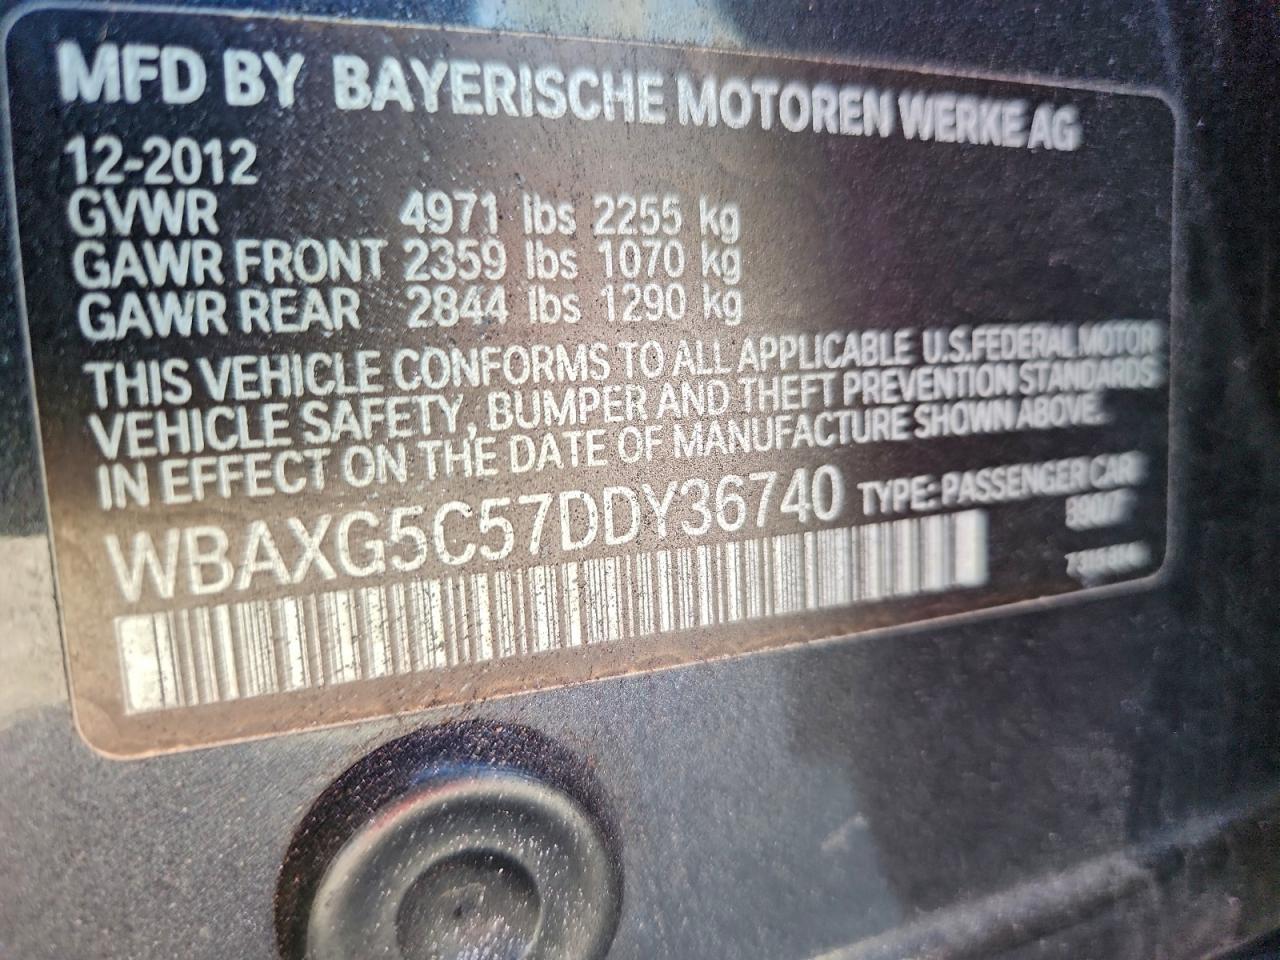 MFD BY BAYERISCHE MOTOREN WERKE AG
12-2012
GVWR 4971 lbs 2255 kg
GAWR FRONT 2359 lbs 1070 kg
GAWR REAR 2844 lbs 1290 kg
THIS VEHICLE CONFORMS TO ALL APPLICABLE U.S.FEDERAL MOTOR
VEHICLE SAFETY, BUMPER AND THEFT PREVENTION STANDARDS
IN EFFECT ON THE DATE OF MANUFACTURE SHOWN ABOVE.
WBAXG5C57DDY36740 TYPE: PASSENGER CAR